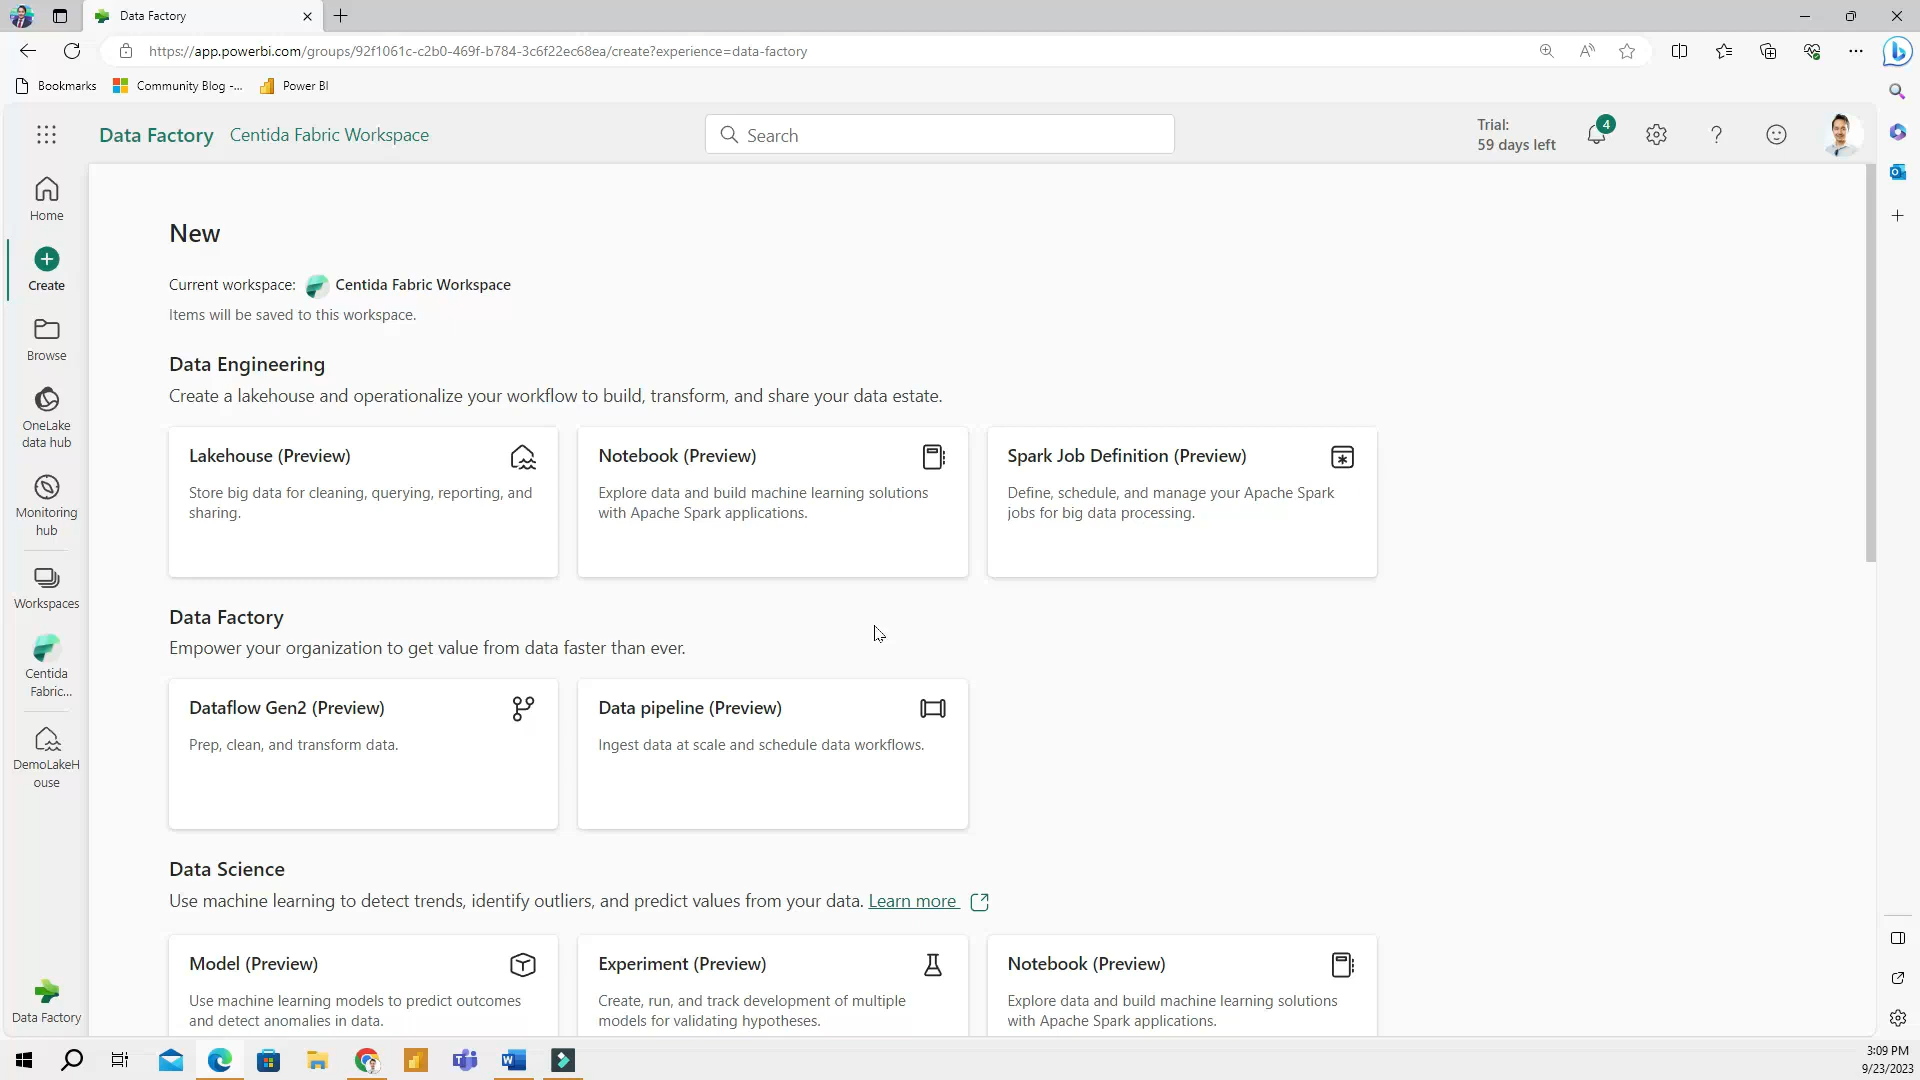 Data Factory
https://app.powerbi.com/groups/92f1061c-c2b0-469f-b784-3c6f22ec68ea/create?experience=data-factory
Bookmarks
Community Blog -...
Power BI
Data Factory
Centida Fabric Workspace
Search
Trial:
59 days left
4
Home
Create
Browse
OneLake
data hub
Monitoring
hub
Workspaces
Centida
Fabric...
DemoLakeH
ouse
Data Factory
New
Current workspace: Centida Fabric Workspace
Items will be saved to this workspace.
Data Engineering
Create a lakehouse and operationalize your workflow to build, transform, and share your data estate.
Lakehouse (Preview)
Store big data for cleaning, querying, reporting, and
sharing.
Notebook (Preview)
Explore data and build machine learning solutions
with Apache Spark applications.
Spark Job Definition (Preview)
Define, schedule, and manage your Apache Spark
jobs for big data processing.
Data Factory
Empower your organization to get value from data faster than ever.
Dataflow Gen2 (Preview)
Prep, clean, and transform data.
Data pipeline (Preview)
Ingest data at scale and schedule data workflows.
Data Science
Use machine learning to detect trends, identify outliers, and predict values from your data. Learn more
Model (Preview)
Use machine learning models to predict outcomes
and detect anomalies in data.
Experiment (Preview)
Create, run, and track development of multiple
models for validating hypotheses.
Notebook (Preview)
Explore data and build machine learning solutions
with Apache Spark applications.
3:09 PM
9/23/2023